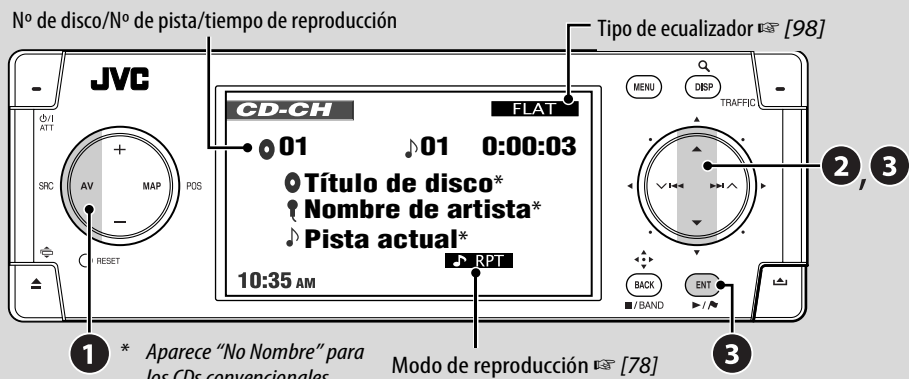 Nº de disco/Nº de pista/tiempo de reproducción
Tipo de ecualizador ☞ [98]
JVC
MENU
DISP
TRAFFIC
CD-CH
FLAT
⏻/I
ATT
01
♪01
0:00:03
+
SRC
AV
MAP
POS
–
Título de disco*
Nombre de artista*
♪ Pista actual*
♪ RPT
10:35 AM
RESET
2, 3
BACK
■/BAND
ENT
1
3
* Aparece “No Nombre” para
los CDs convencionales
Modo de reproducción ☞ [78]